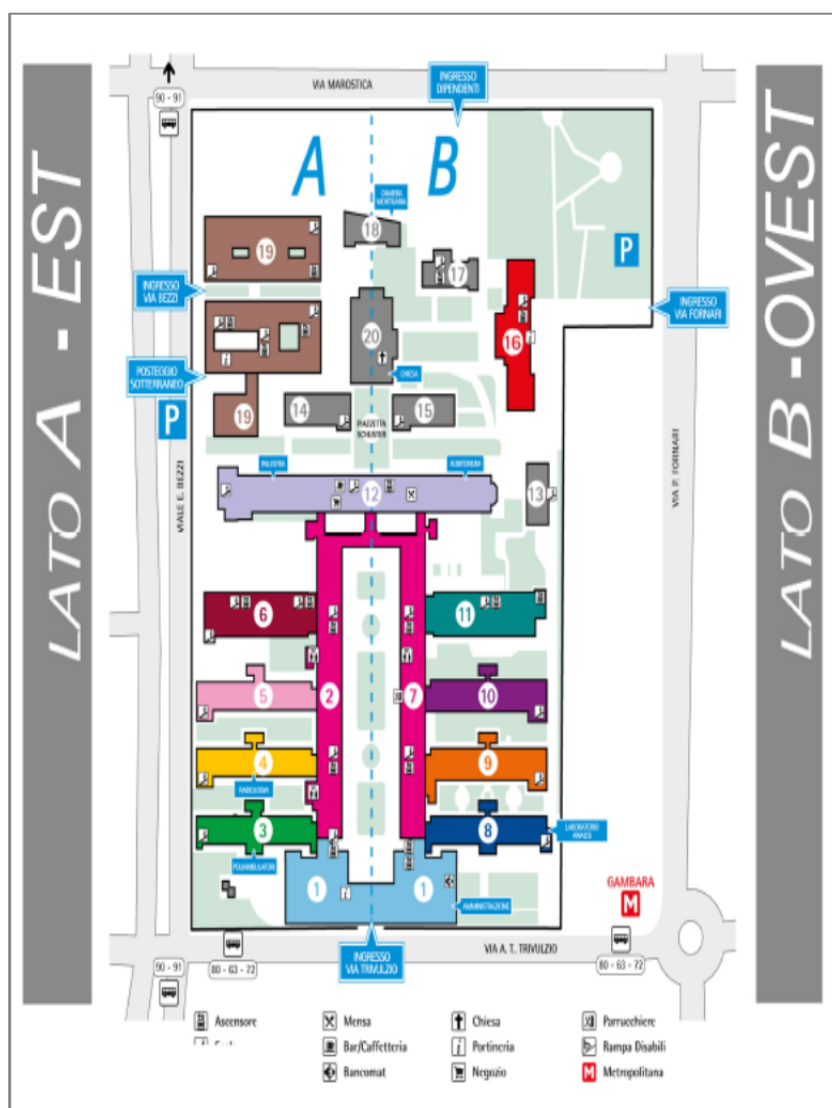 VIA MAROSTICA
INGRESSO
DIPENDENTI
90 - 91
A
B
LATO A - EST
LATO B -OVEST
CAMERA
MORTUARIA
18
19
17
P
INGRESSO
VIA BEZZI
INGRESSO
VIA FORNARI
20
16
CHIESA
POSTEGGIO
SOTTERRANEO
P
19
14
15
PIAZZETTA
SCHUSTER
PALESTRA
AUDITORIUM
12
13
VIALE E. BEZZI
VIA P. FORNARI
6
11
5
2
7
10
4
9
RADIOLOGIA
3
8
LABORATORIO
ANALISI
POLIAMBULATORI
1
1
AMMINISTRAZIONE
GAMBARA
M
INGRESSO
VIA TRIVULZIO
VIA A. T. TRIVULZIO
90 - 91
80 - 63 - 72
80 - 63 - 72
Ascensore
Mensa
Chiesa
Parrucchiere
Bar/Caffetteria
Portineria
Rampa Disabili
Bancomat
Negozio
M Metropolitana